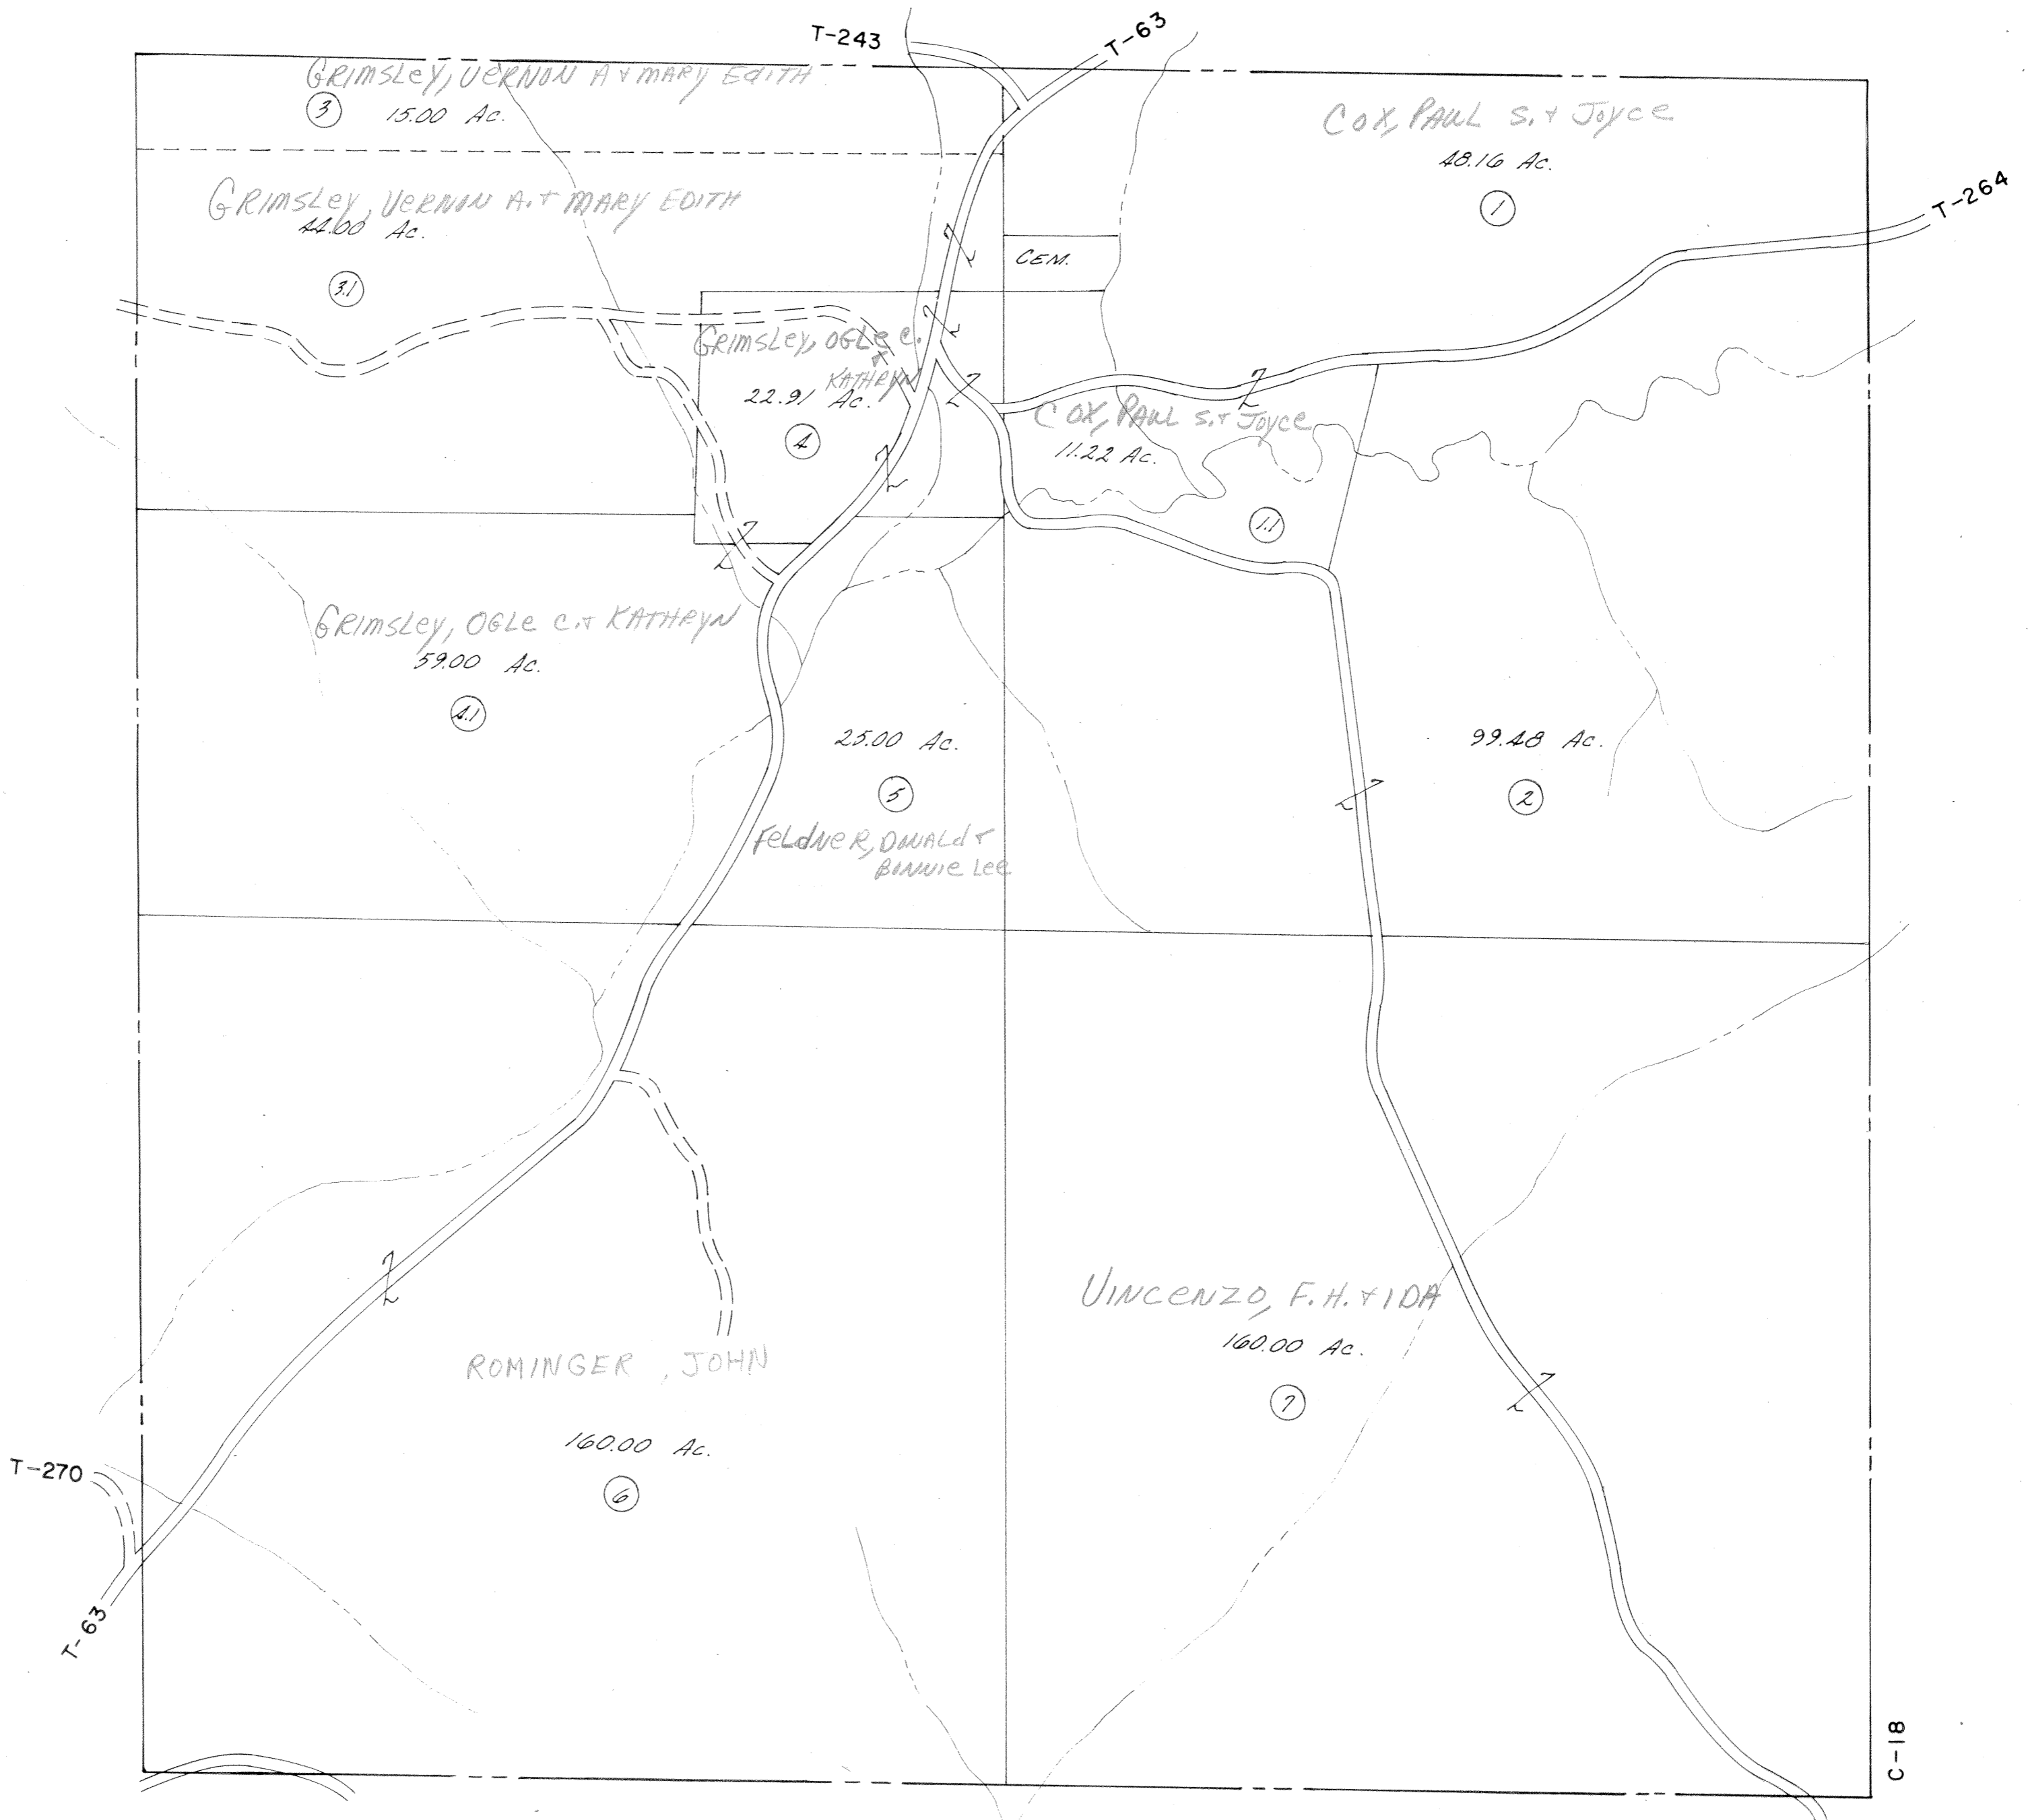 T-243
T-63
GRIMSLEY, VERNON A & MARY EDITH
3 15.00 Ac.
COX, PAUL S. & JOYCE
48.16 Ac.
1
T-264
GRIMSLEY, VERNON A. & MARY EDITH
44.00 Ac.
3.1
CEM.
GRIMSLEY, OGLE C.
&
KATHRYN
22.91 Ac.
4
COX, PAUL S. & JOYCE
11.22 Ac.
1.1
GRIMSLEY, OGLE C. & KATHRYN
59.00 Ac.
4.1
25.00 Ac.
5
FELDNER, DONALD &
BONNIE LEE
99.48 Ac.
2
VINCENZO, F.H. & IDA
160.00 Ac.
7
ROMINGER, JOHN
160.00 Ac.
6
T-270
T-63
C-18